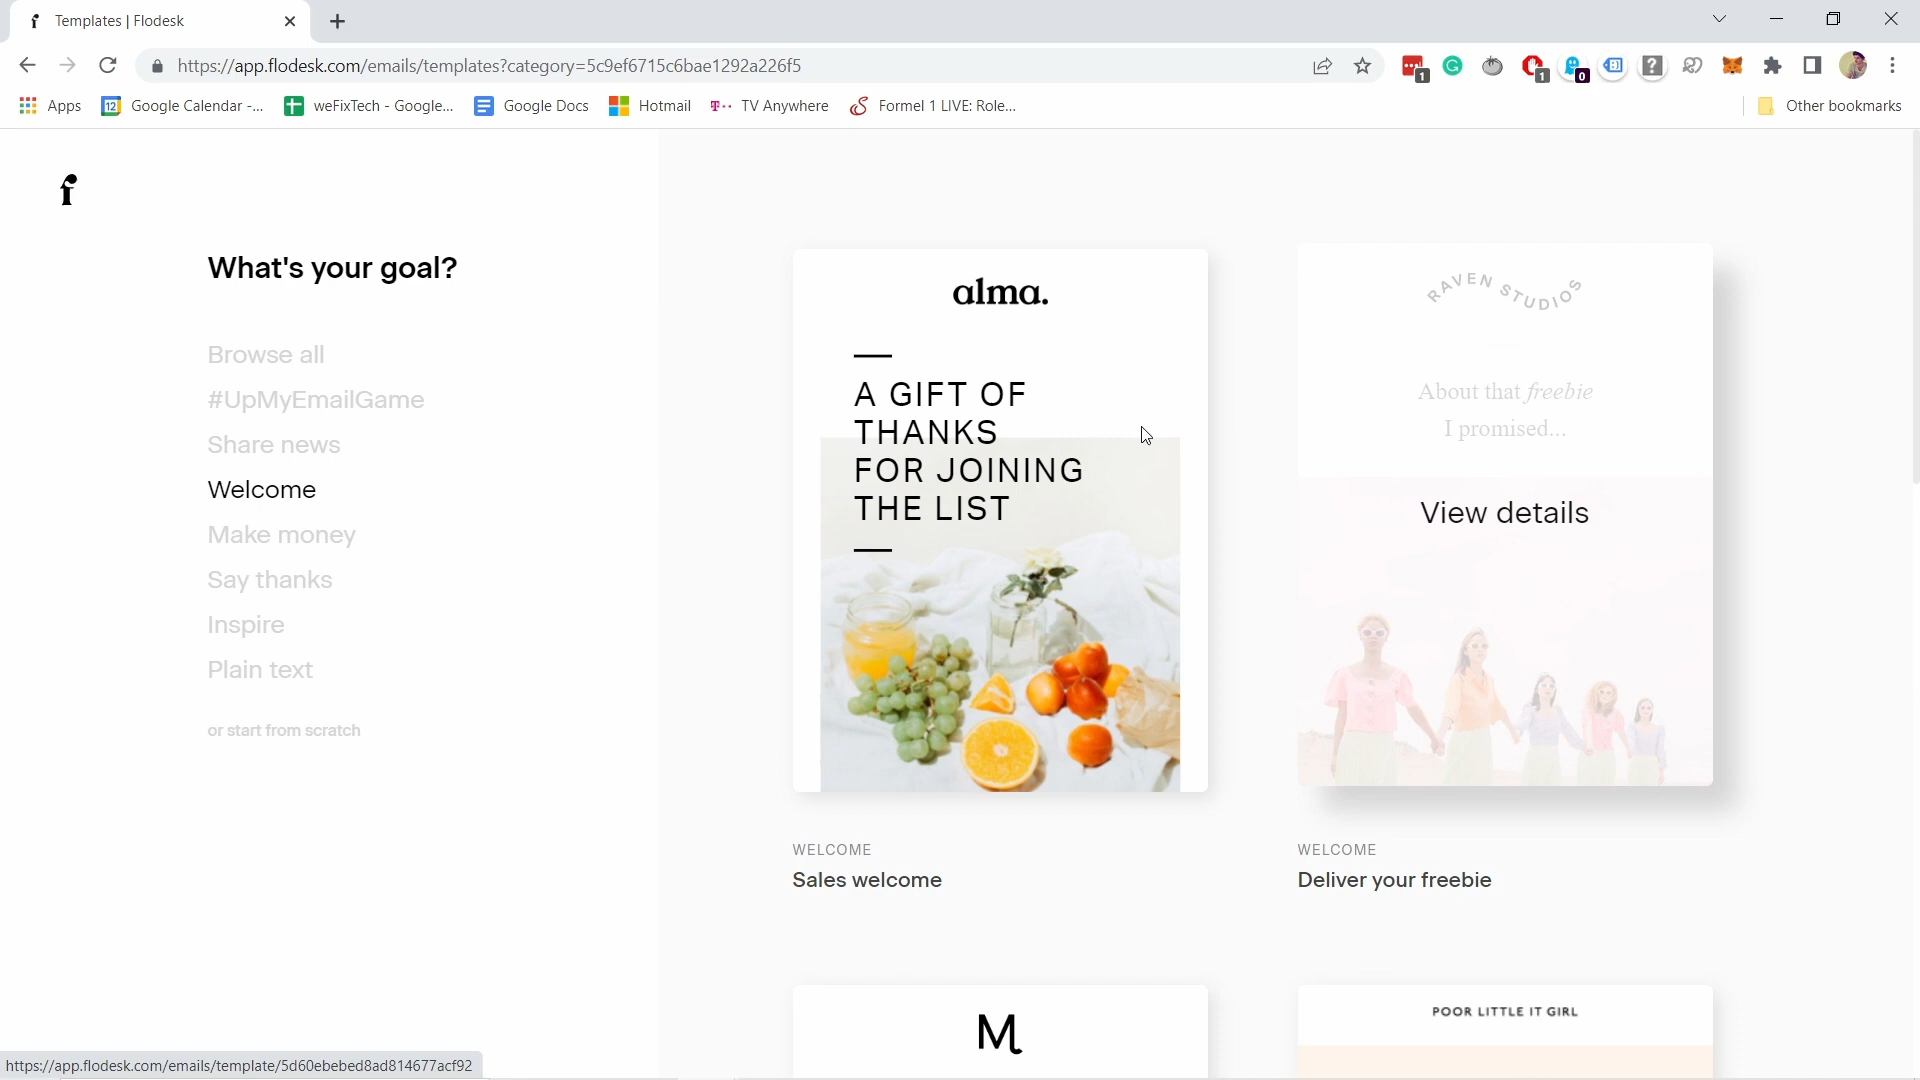 Templates | Flodesk
https://app.flodesk.com/emails/templates?category=5c9ef6715c6bae1292a226f5
1
1
0
Apps
12
Google Calendar -...
weFixTech - Google...
Google Docs
Hotmail
TV Anywhere
Formel 1 LIVE: Role...
Other bookmarks
f
What's your goal?
Browse all
#UpMyEmailGame
Share news
Welcome
Make money
Say thanks
Inspire
Plain text
or start from scratch
alma.
A GIFT OF
THANKS
FOR JOINING
THE LIST
WELCOME
Sales welcome
RAVEN STUDIOS
About that freebie
I promised...
View details
WELCOME
Deliver your freebie
M
POOR LITTLE IT GIRL
https://app.flodesk.com/emails/template/5d60ebebed8ad814677acf92